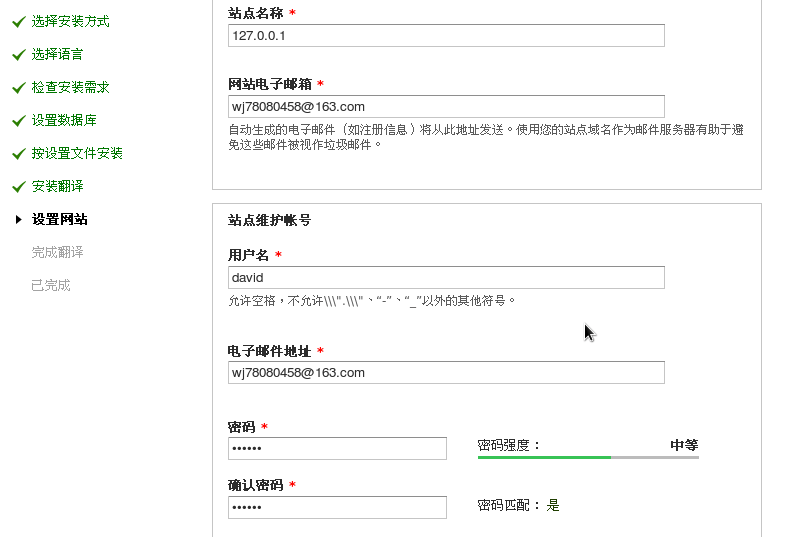 选择安装方式
选择语言
检查安装需求
设置数据库
按设置文件安装
安装翻译
设置网站
完成翻译
已完成
站点名称 *
127.0.0.1
网站电子邮箱 *
wj78080458@163.com
自动生成的电子邮件（如注册信息）将从此地址发送。使用您的站点域名作为邮件服务器有助于避
免这些邮件被视作垃圾邮件。
站点维护帐号
用户名 *
david
允许空格，不允许\\\".\\\"、“-”、“_”以外的其他符号。
电子邮件地址 *
wj78080458@163.com
密码 *
••••••
密码强度： 中等
确认密码 *
••••••
密码匹配： 是